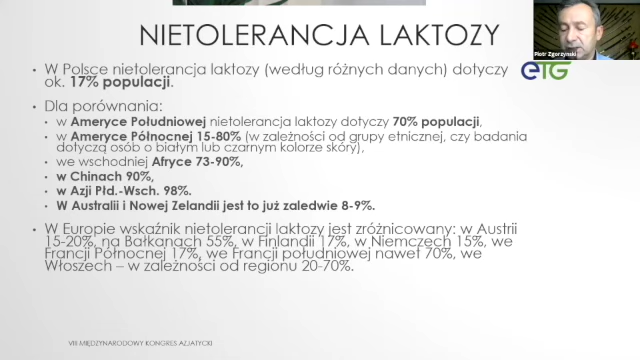 NIETOLERANCJA LAKTOZY
Piotr Zgorzynski
W Polsce nietolerancja laktozy (według różnych danych) dotyczy
ok. 17% populacji.
ETG
Dla porównania:
w Ameryce Południowej nietolerancja laktozy dotyczy 70% populacji,
w Ameryce Północnej 15-80% (w zależności od grupy etnicznej, czy badania
dotyczą osób o białym lub czarnym kolorze skóry),
we wschodniej Afryce 73-90%,
w Chinach 90%,
w Azji Płd.-Wsch. 98%.
W Australii i Nowej Zelandii jest to już zaledwie 8-9%.
W Europie wskaźnik nietolerancji laktozy jest zróżnicowany: w Austrii
15-20%, na Bałkanach 55%, w Finlandii 17%, w Niemczech 15%, we
Francji Północnej 17%, we Francji południowej nawet 70%, we
Włoszech – w zależności od regionu 20-70%.
VIII MIĘDZYNARODOWY KONGRES AZJATYCKI